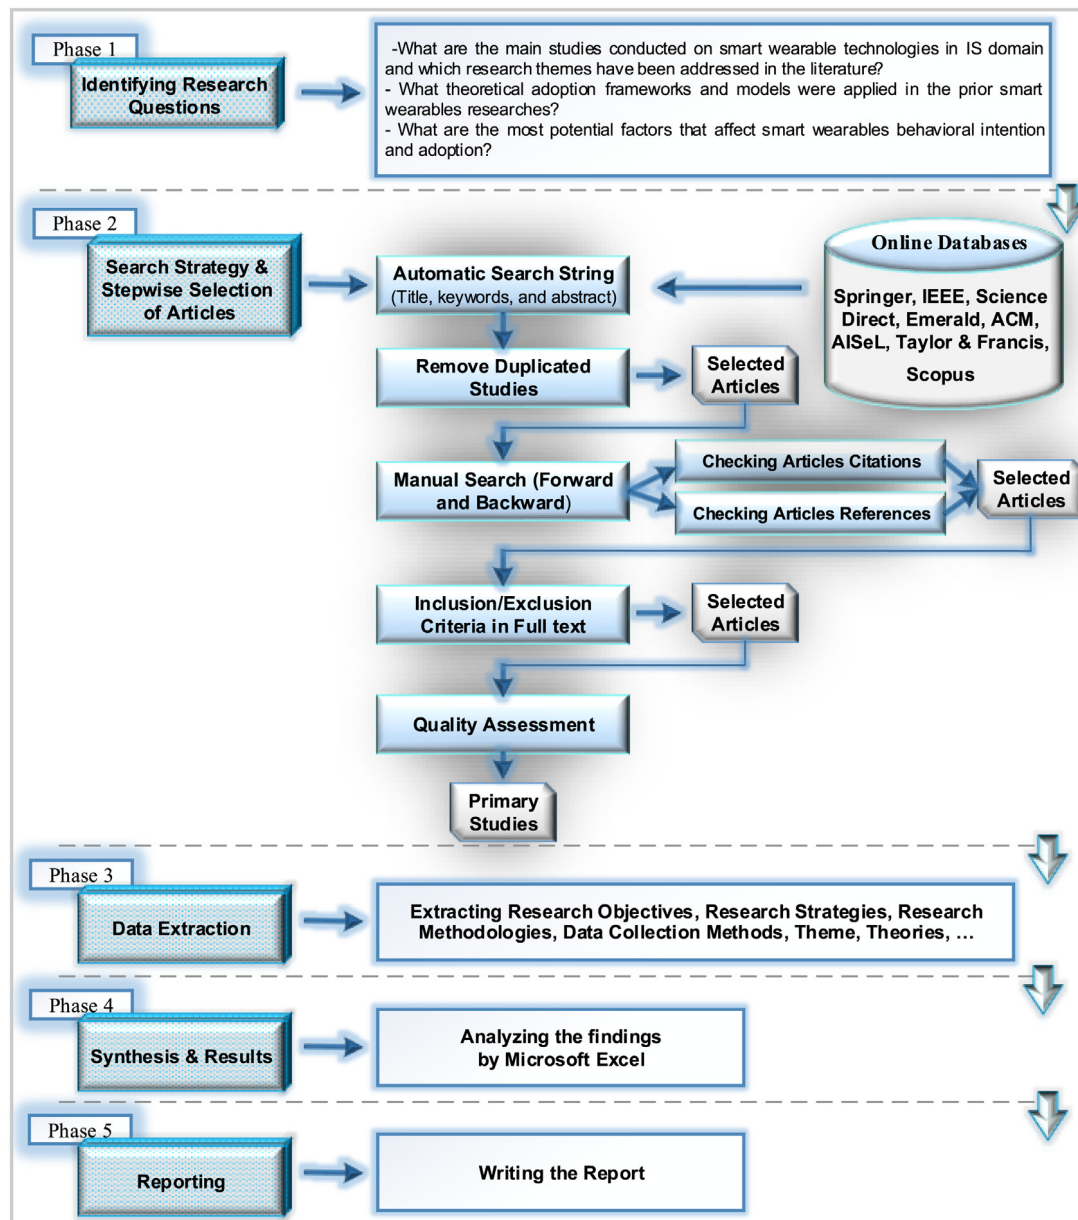 Phase 1
Identifying Research
Questions
-What are the main studies conducted on smart wearable technologies in IS domain
and which research themes have been addressed in the literature?
- What theoretical adoption frameworks and models were applied in the prior smart
wearables researches?
- What are the most potential factors that affect smart wearables behavioral intention
and adoption?
Phase 2
Search Strategy &
Stepwise Selection
of Articles
Automatic Search String
(Title, keywords, and abstract)
Online Databases
Springer, IEEE, Science
Direct, Emerald, ACM,
AISeL, Taylor & Francis,
Scopus
Remove Duplicated
Studies
Selected
Articles
Manual Search (Forward
and Backward)
Checking Articles Citations
Checking Articles References
Selected
Articles
Inclusion/Exclusion
Criteria in Full text
Selected
Articles
Quality Assessment
Primary
Studies
Phase 3
Data Extraction
Extracting Research Objectives, Research Strategies, Research
Methodologies, Data Collection Methods, Theme, Theories, ...
Phase 4
Synthesis & Results
Analyzing the findings
by Microsoft Excel
Phase 5
Reporting
Writing the Report